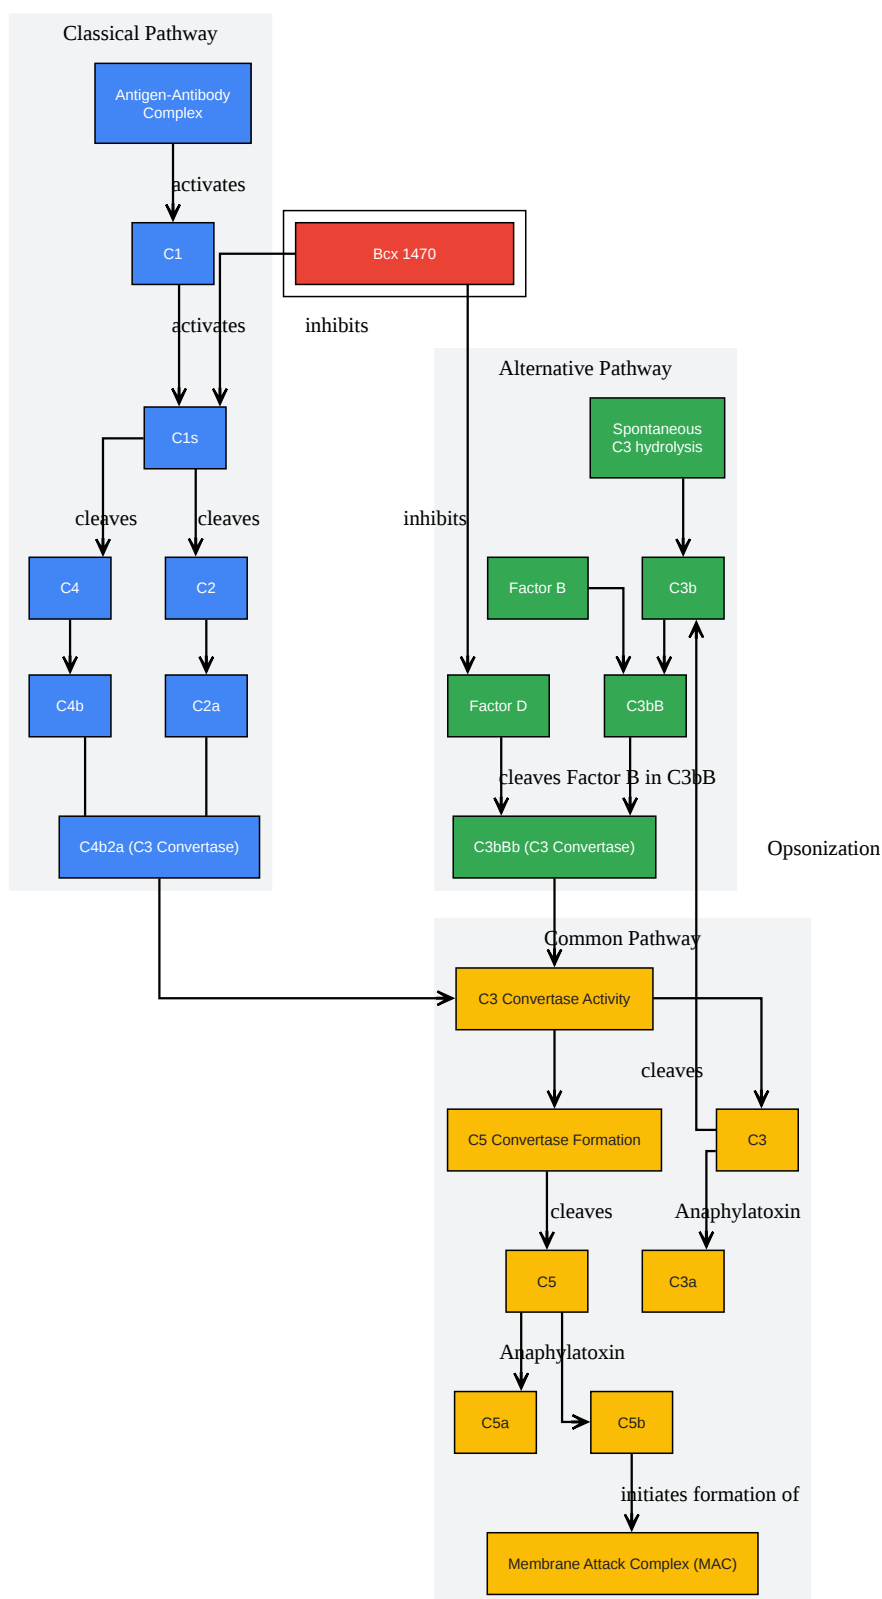 Classical Pathway
Antigen-Antibody
Complex
activates
C1
Bcx 1470
activates
inhibits
Alternative Pathway
Spontaneous
C3 hydrolysis
C1s
cleaves
cleaves
inhibits
C4
C2
Factor B
C3b
C4b
C2a
Factor D
C3bB
cleaves Factor B in C3bB
C4b2a (C3 Convertase)
C3bBb (C3 Convertase)
Opsonization
Common Pathway
C3 Convertase Activity
cleaves
C5 Convertase Formation
C3
cleaves
Anaphylatoxin
C5
C3a
Anaphylatoxin
C5a
C5b
initiates formation of
Membrane Attack Complex (MAC)